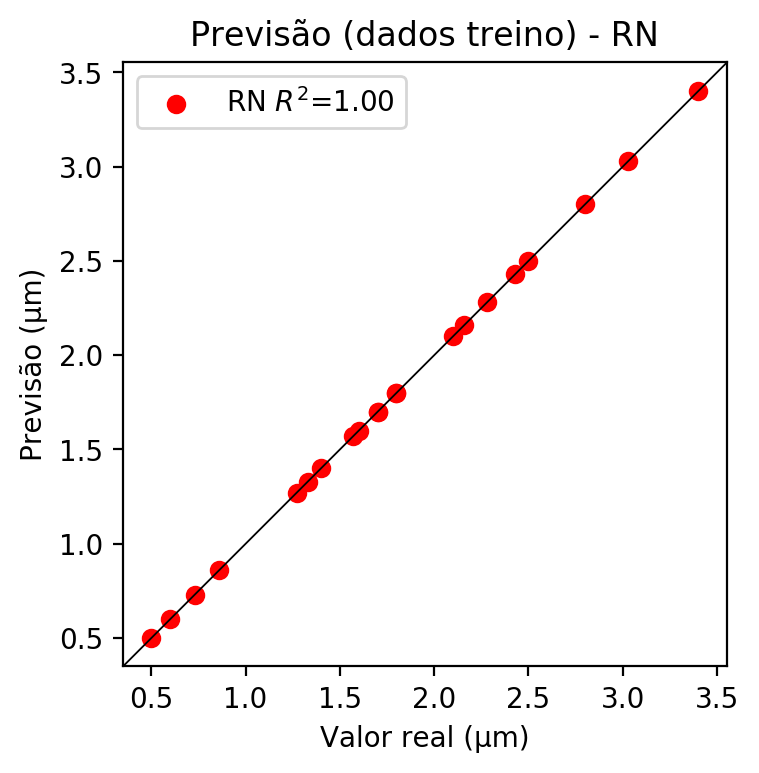 Previsão (dados treino) - RN
RN R²=1.00
3.5
3.0
2.5
2.0
1.5
1.0
0.5
Previsão (μm)
0.5 1.0 1.5 2.0 2.5 3.0 3.5
Valor real (μm)